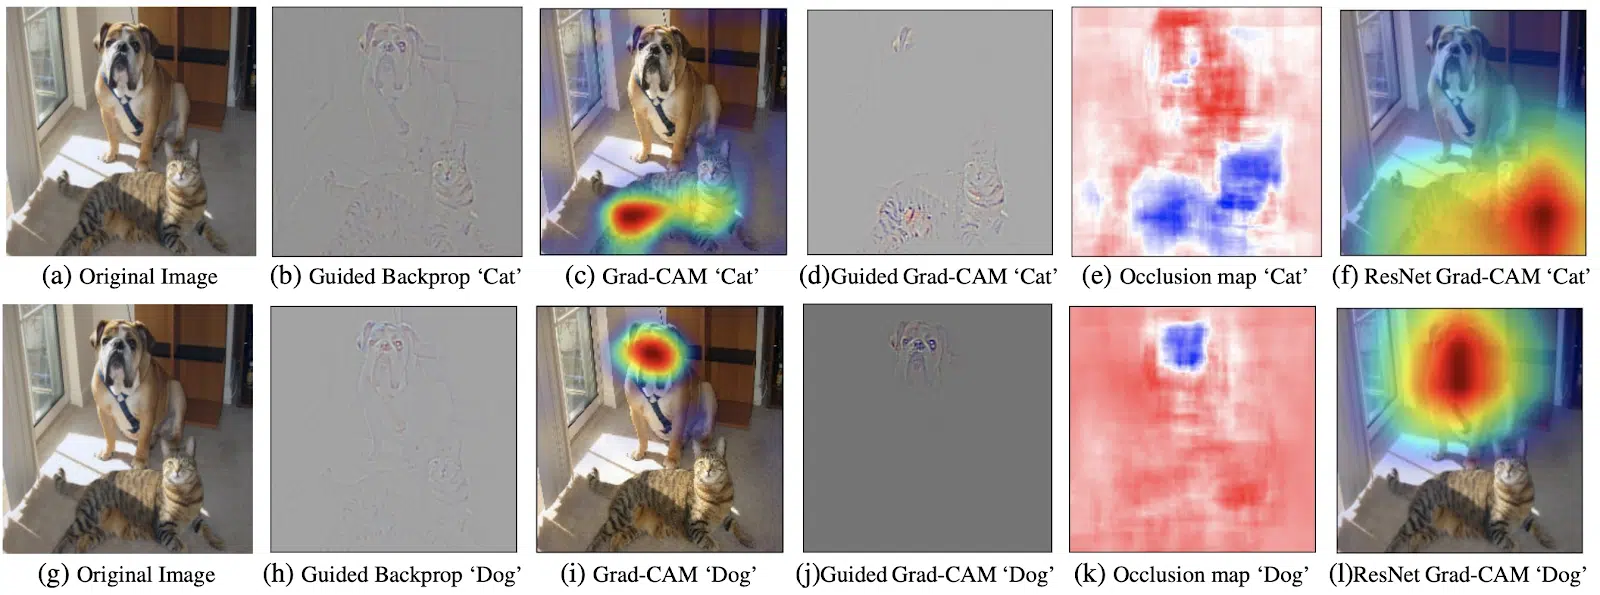 (a) Original Image (b) Guided Backprop ‘Cat’ (c) Grad-CAM ‘Cat’ (d)Guided Grad-CAM ‘Cat’ (e) Occlusion map ‘Cat’ (f) ResNet Grad-CAM ‘Cat’
(g) Original Image (h) Guided Backprop ‘Dog’ (i) Grad-CAM ‘Dog’ (j)Guided Grad-CAM ‘Dog’ (k) Occlusion map ‘Dog’ (l)ResNet Grad-CAM ‘Dog’